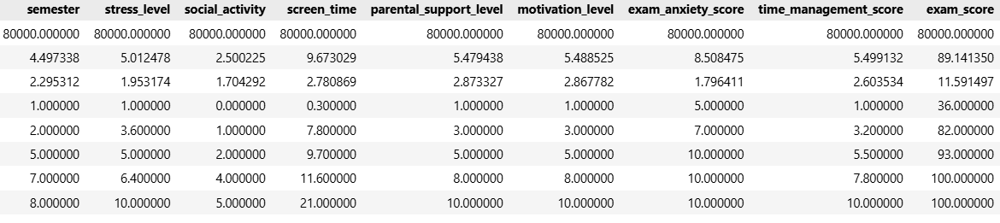 semester stress_level social_activity screen_time parental_support_level motivation_level exam_anxiety_score time_management_score exam_score
80000.000000 80000.000000 80000.000000 80000.000000 80000.000000 80000.000000 80000.000000 80000.000000 80000.000000
4.497338 5.012478 2.500225 9.673029 5.479438 5.488525 8.508475 5.499132 89.141350
2.295312 1.953174 1.704292 2.780869 2.873327 2.867782 1.796411 2.603534 11.591497
1.000000 1.000000 0.000000 0.300000 1.000000 1.000000 5.000000 1.000000 36.000000
2.000000 3.600000 1.000000 7.800000 3.000000 3.000000 7.000000 3.200000 82.000000
5.000000 5.000000 2.000000 9.700000 5.000000 5.000000 10.000000 5.500000 93.000000
7.000000 6.400000 4.000000 11.600000 8.000000 8.000000 10.000000 7.800000 100.000000
8.000000 10.000000 5.000000 21.000000 10.000000 10.000000 10.000000 10.000000 100.000000